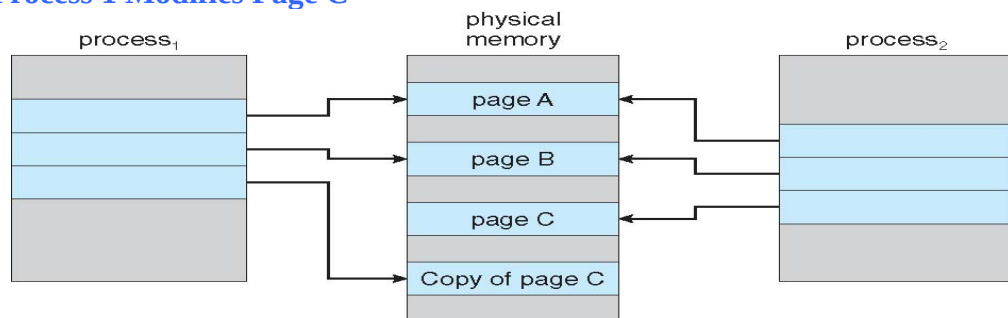 Process 1 Modifies Page C
physical
memory
process₁
process₂
page A
page B
page C
Copy of page C